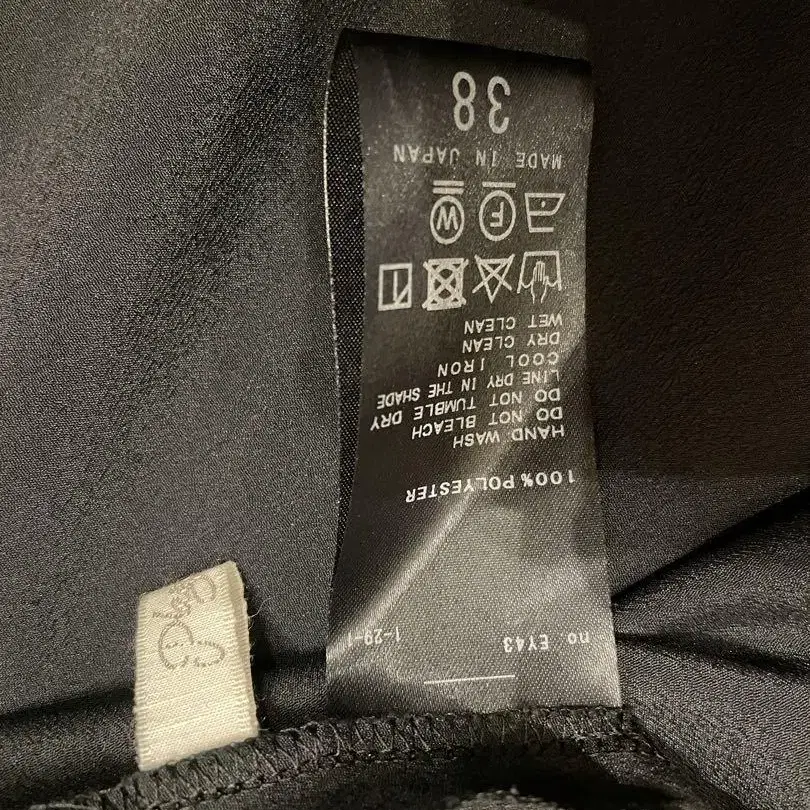 no. EY43 1-29-1
100% POLYESTER
HAND WASH
DO NOT BLEACH
DO NOT TUMBLE DRY
LINE DRY IN THE SHADE
COOL IRON
DRY CLEAN
WET CLEAN
F W
MADE IN JAPAN
38